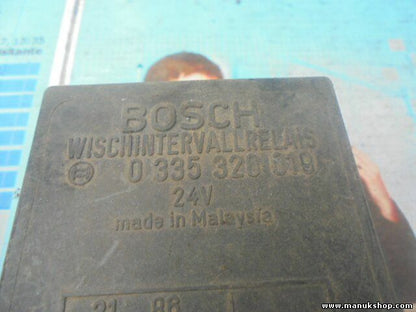 BOSCH
WISCHINTERVALLRELAIS
0 335 320 019
24V
made in Malaysia
www.manukshop.com